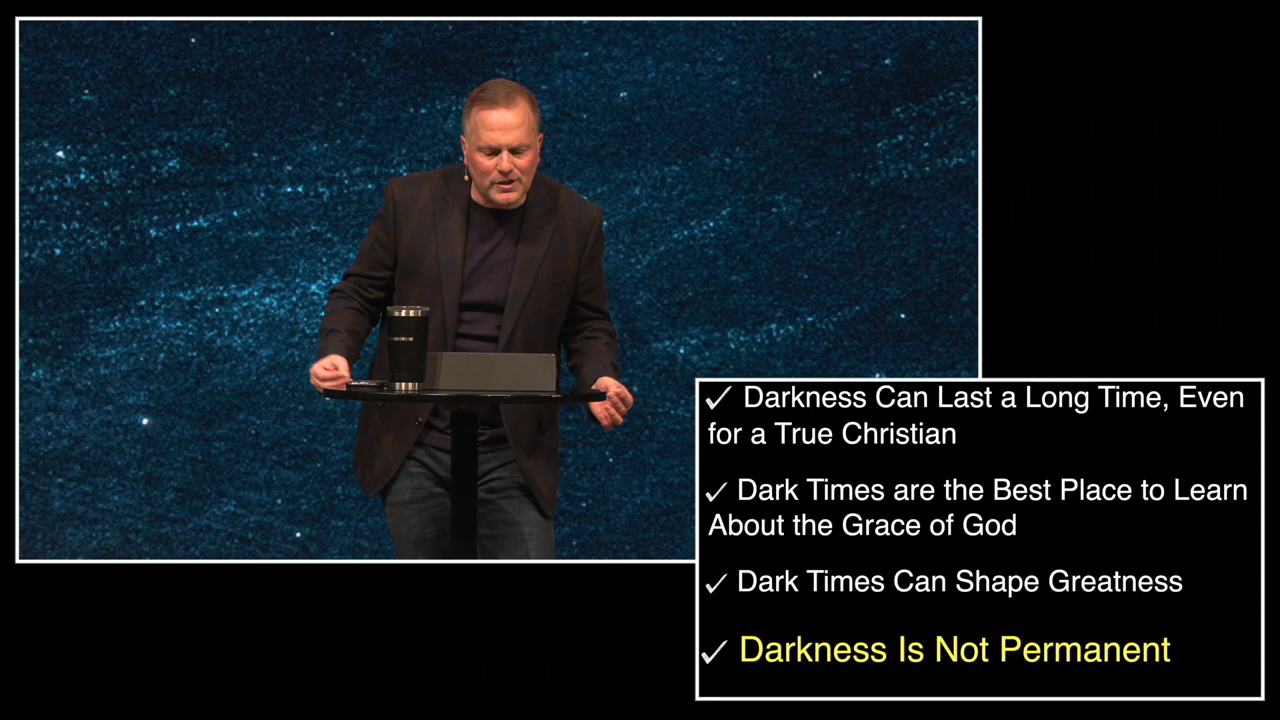 ✓ Darkness Can Last a Long Time, Even
for a True Christian
✓ Dark Times are the Best Place to Learn
About the Grace of God
✓ Dark Times Can Shape Greatness
✓ Darkness Is Not Permanent